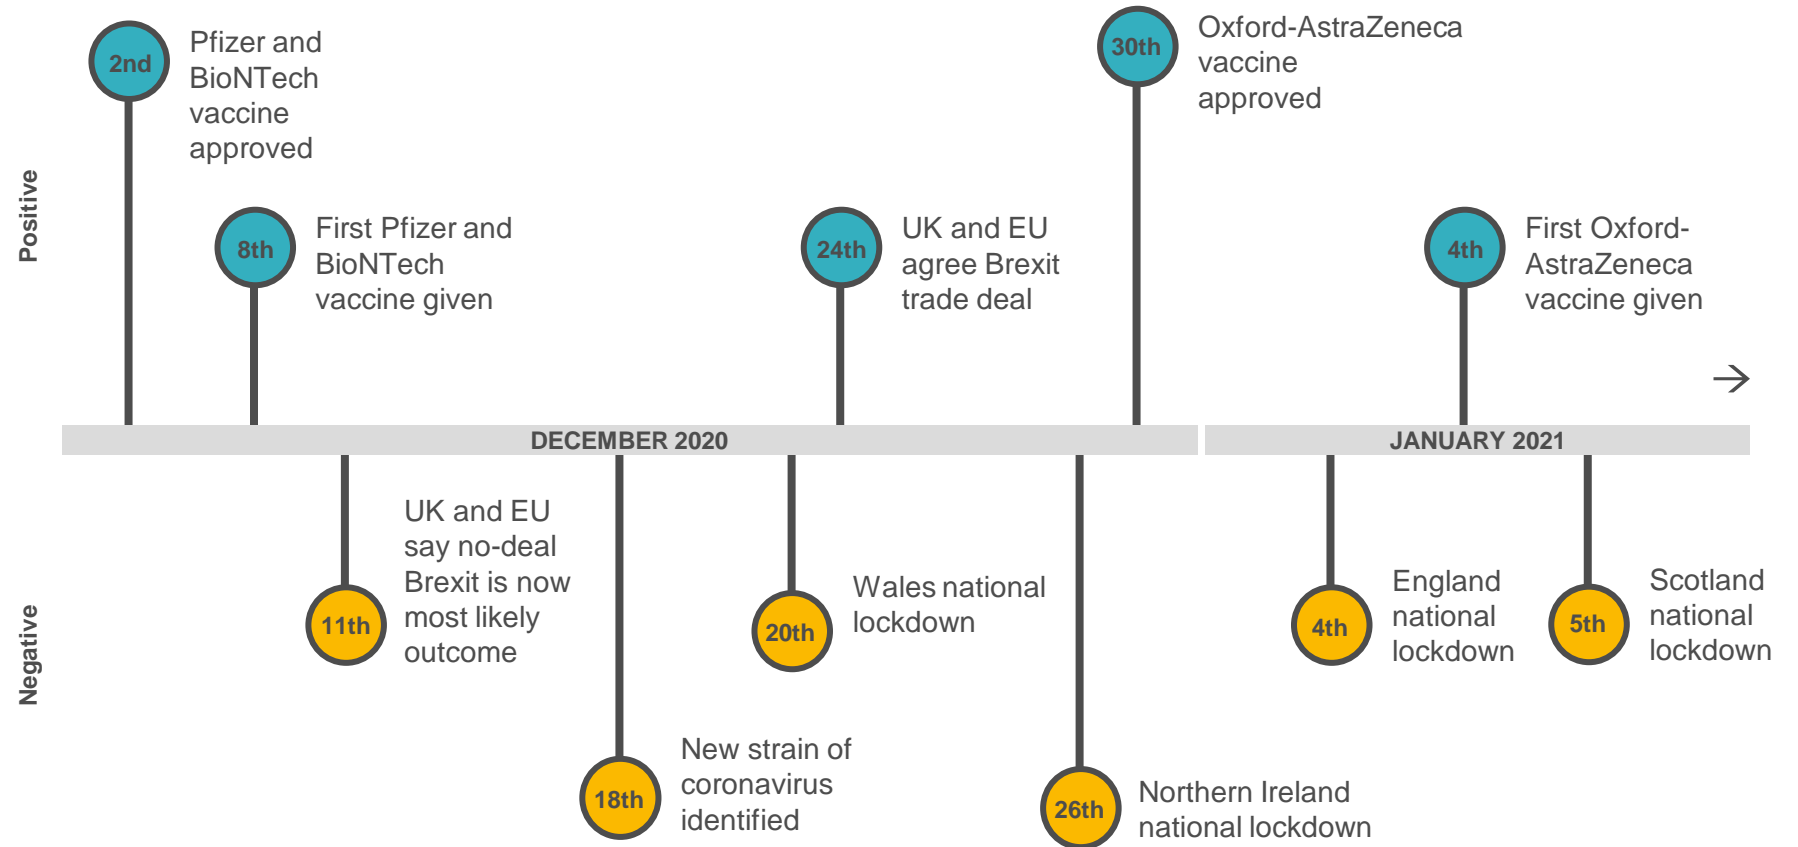 Positive
2nd
Pfizer and
BioNTech
vaccine
approved
8th
First Pfizer and
BioNTech
vaccine given
24th
UK and EU
agree Brexit
trade deal
30th
Oxford-AstraZeneca
vaccine
approved
4th
First Oxford-
AstraZeneca
vaccine given
DECEMBER 2020
JANUARY 2021
Negative
11th
UK and EU
say no-deal
Brexit is now
most likely
outcome
18th
New strain of
coronavirus
identified
20th
Wales national
lockdown
26th
Northern Ireland
national lockdown
4th
England
national
lockdown
5th
Scotland
national
lockdown